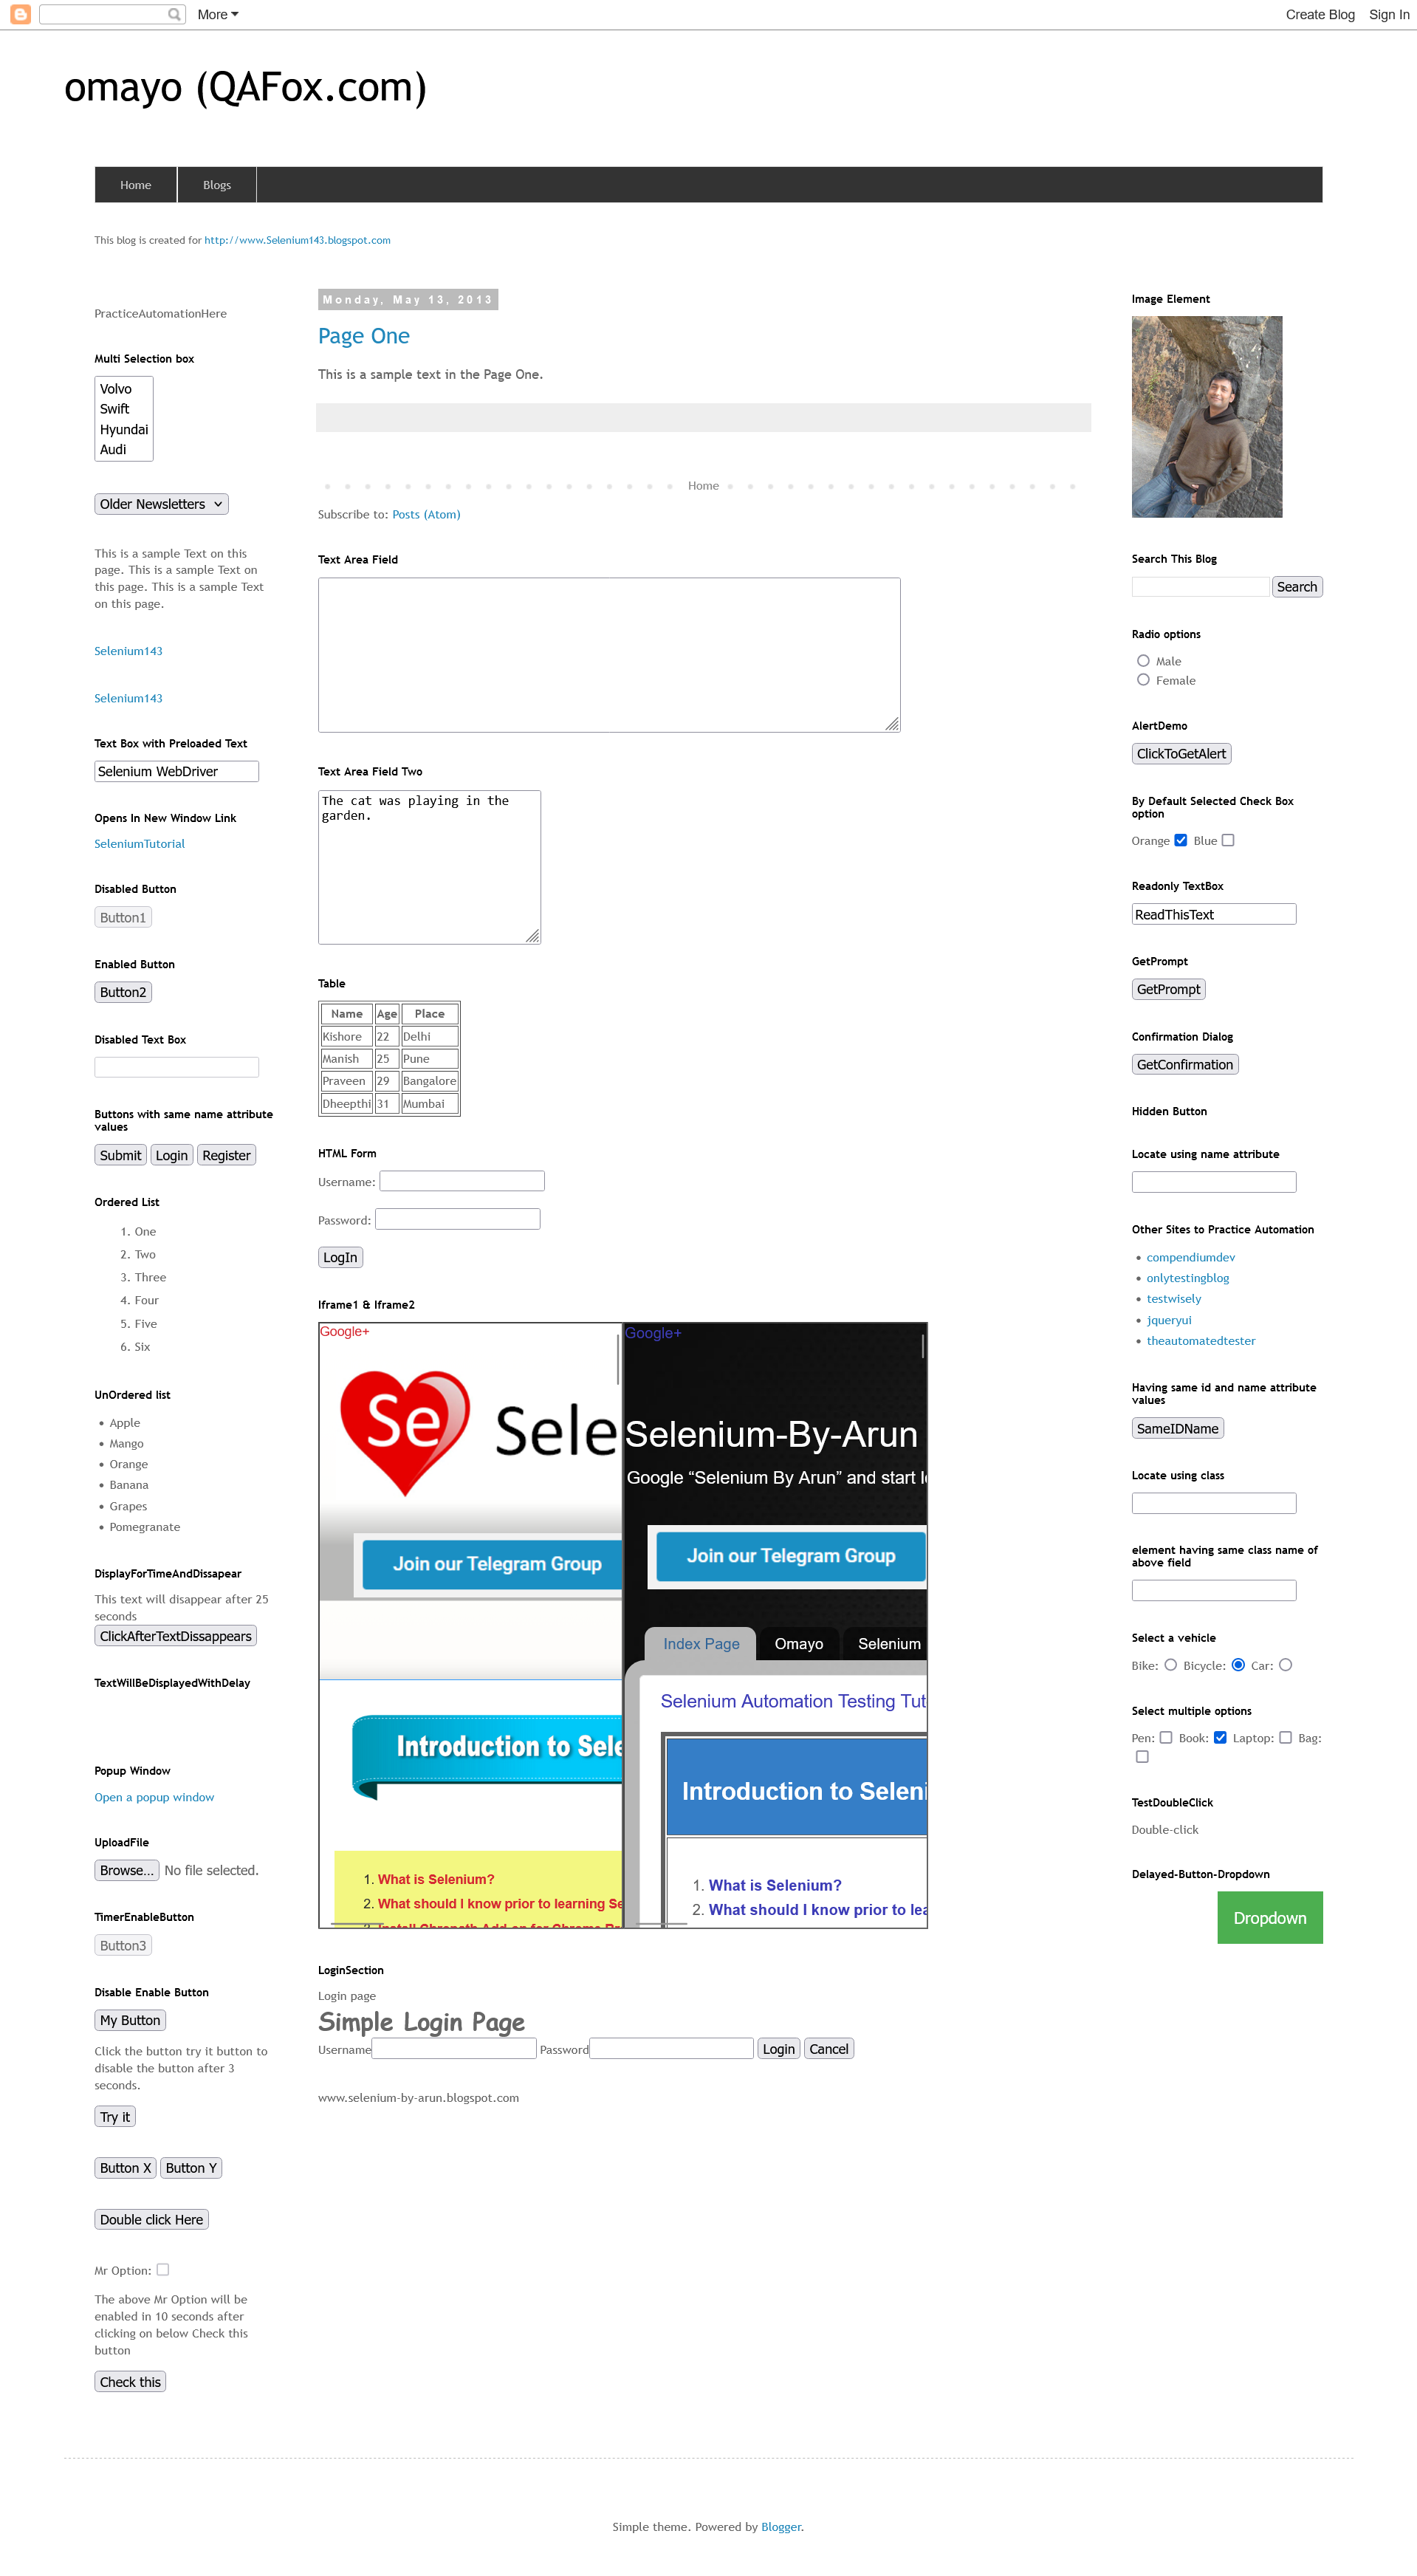 More
Create Blog
Sign In
omayo (QAFox.com)
Home
Blogs
This blog is created for http://www.Selenium143.blogspot.com
PracticeAutomationHere
Multi Selection box
Volvo
Swift
Hyundai
Audi
Older Newsletters
This is a sample Text on this
page. This is a sample Text on
this page. This is a sample Text
on this page.
Selenium143
Selenium143
Text Box with Preloaded Text
Selenium WebDriver
Opens In New Window Link
SeleniumTutorial
Disabled Button
Button1
Enabled Button
Button2
Disabled Text Box
Buttons with same name attribute
values
Submit Login Register
Ordered List
1. One
2. Two
3. Three
4. Four
5. Five
6. Six
UnOrdered list
• Apple
• Mango
• Orange
• Banana
• Grapes
• Pomegranate
DisplayForTimeAndDissapear
This text will disappear after 25
seconds
ClickAfterTextDissappears
TextWillBeDisplayedWithDelay
Popup Window
Open a popup window
UploadFile
Browse... No file selected.
TimerEnableButton
Button3
Disable Enable Button
My Button
Click the button try it button to
disable the button after 3
seconds.
Try it
Button X Button Y
Double click Here
Mr Option:
The above Mr Option will be
enabled in 10 seconds after
clicking on below Check this
button
Check this
Monday, May 13, 2013
Page One
This is a sample text in the Page One.
Home
Subscribe to: Posts (Atom)
Text Area Field
Text Area Field Two
The cat was playing in the
garden.
Table
Name Age Place
Kishore 22 Delhi
Manish 25 Pune
Praveen 29 Bangalore
Dheepthi 31 Mumbai
HTML Form
Username:
Password:
LogIn
Iframe1 & Iframe2
Google+
Se Sele
Join our Telegram Group
Introduction to Sele
1. What is Selenium?
2. What should I know prior to learning Se
Google+
Selenium-By-Arun
Google “Selenium By Arun” and start le
Join our Telegram Group
Index Page Omayo Selenium
Selenium Automation Testing Tut
Introduction to Seleni
1. What is Selenium?
2. What should I know prior to lea
LoginSection
Login page
Simple Login Page
Username Password Login Cancel
www.selenium-by-arun.blogspot.com
Image Element
Search This Blog
Search
Radio options
Male
Female
AlertDemo
ClickToGetAlert
By Default Selected Check Box
option
Orange Blue
Readonly TextBox
ReadThisText
GetPrompt
GetPrompt
Confirmation Dialog
GetConfirmation
Hidden Button
Locate using name attribute
Other Sites to Practice Automation
• compendiumdev
• onlytestingblog
• testwisely
• jqueryui
• theautomatedtester
Having same id and name attribute
values
SameIDName
Locate using class
element having same class name of
above field
Select a vehicle
Bike: Bicycle: Car:
Select multiple options
Pen: Book: Laptop: Bag:
TestDoubleClick
Double-click
Delayed-Button-Dropdown
Dropdown
Simple theme. Powered by Blogger.